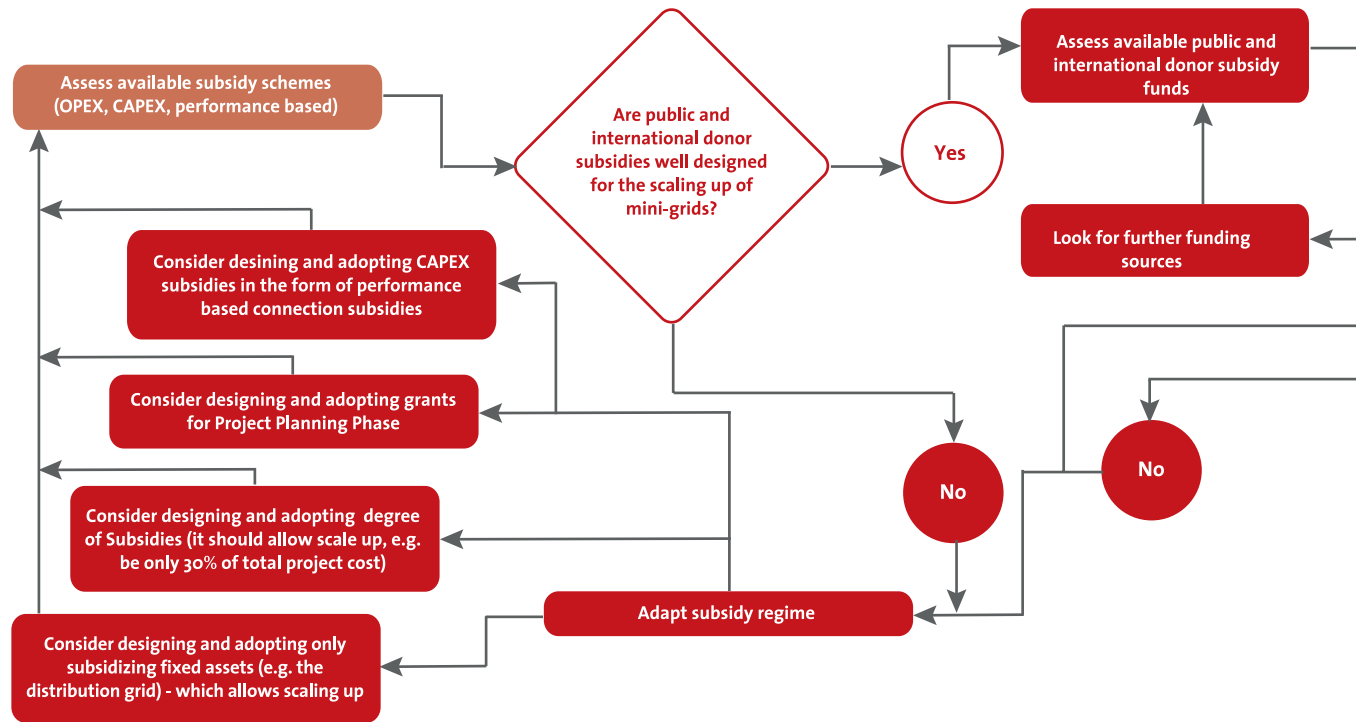 Assess available subsidy schemes
(OPEX, CAPEX, performance based)
Are public and
international donor
subsidies well designed
for the scaling up of
mini-grids?
Yes
Assess available public and
international donor subsidy
funds
Look for further funding
sources
Consider desining and adopting CAPEX
subsidies in the form of performance
based connection subsidies
Consider designing and adopting grants
for Project Planning Phase
Consider designing and adopting degree
of Subsidies (it should allow scale up, e.g.
be only 30% of total project cost)
Consider designing and adopting only
subsidizing fixed assets (e.g. the
distribution grid) - which allows scaling up
Adapt subsidy regime
No
No